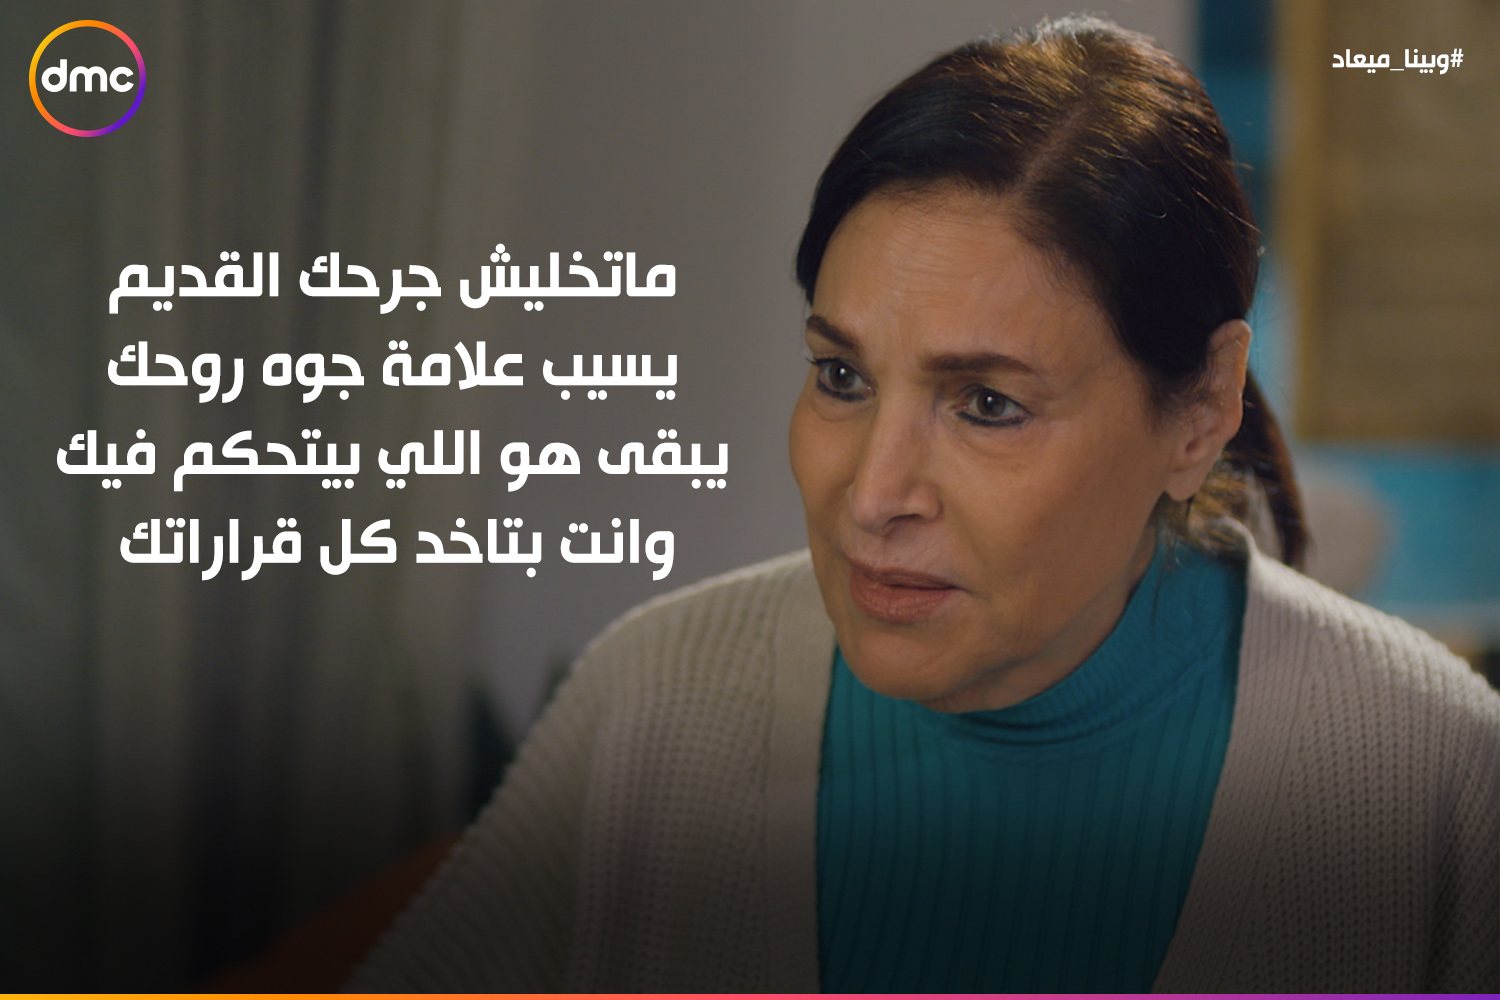 dmc
#وبينا_ميعاد
ماتخليش جرحك القديم
يسيب علامة جوه روحك
يبقى هو اللي بيتحكم فيك
وانت بتاخد كل قراراتك